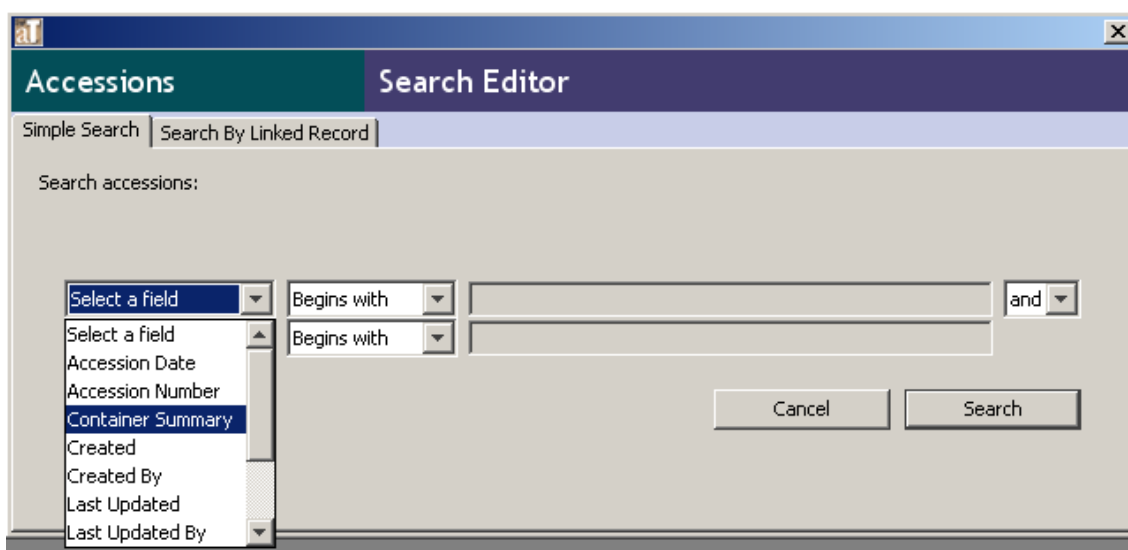 aT
Accessions Search Editor
Simple Search Search By Linked Record
Search accessions:
Select a field Begins with and
Select a field Begins with
Accession Date
Accession Number
Container Summary Cancel Search
Created
Created By
Last Updated
Last Updated By